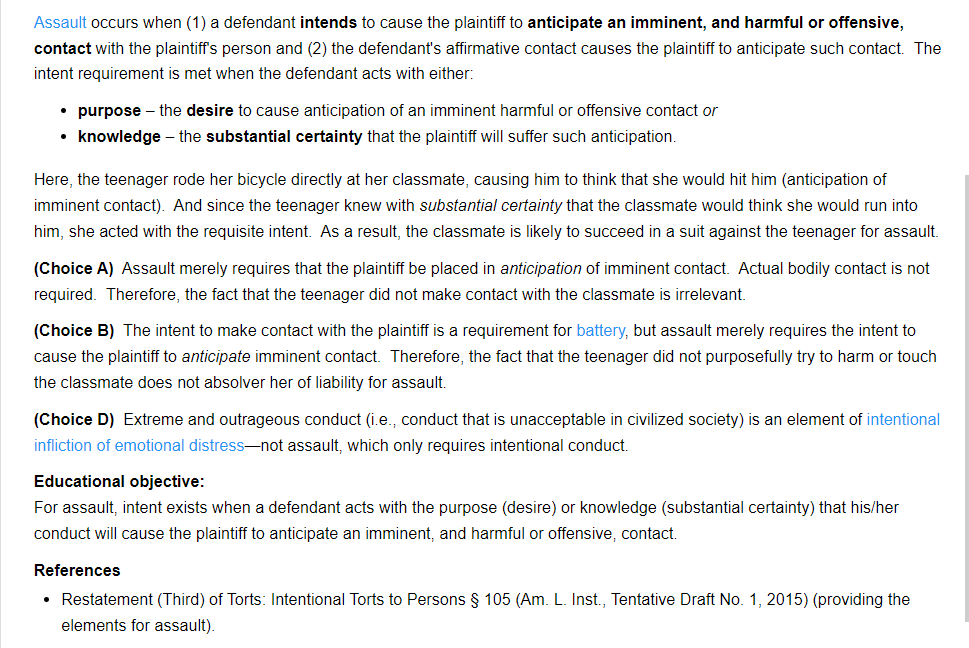 Assault occurs when (1) a defendant intends to cause the plaintiff to anticipate an imminent, and harmful or offensive,
contact with the plaintiff's person and (2) the defendant's affirmative contact causes the plaintiff to anticipate such contact. The
intent requirement is met when the defendant acts with either:
• purpose – the desire to cause anticipation of an imminent harmful or offensive contact or
• knowledge – the substantial certainty that the plaintiff will suffer such anticipation.
Here, the teenager rode her bicycle directly at her classmate, causing him to think that she would hit him (anticipation of
imminent contact). And since the teenager knew with substantial certainty that the classmate would think she would run into
him, she acted with the requisite intent. As a result, the classmate is likely to succeed in a suit against the teenager for assault.
(Choice A) Assault merely requires that the plaintiff be placed in anticipation of imminent contact. Actual bodily contact is not
required. Therefore, the fact that the teenager did not make contact with the classmate is irrelevant.
(Choice B) The intent to make contact with the plaintiff is a requirement for battery, but assault merely requires the intent to
cause the plaintiff to anticipate imminent contact. Therefore, the fact that the teenager did not purposefully try to harm or touch
the classmate does not absolver her of liability for assault.
(Choice D) Extreme and outrageous conduct (i.e., conduct that is unacceptable in civilized society) is an element of intentional
infliction of emotional distress—not assault, which only requires intentional conduct.
Educational objective:
For assault, intent exists when a defendant acts with the purpose (desire) or knowledge (substantial certainty) that his/her
conduct will cause the plaintiff to anticipate an imminent, and harmful or offensive, contact.
References
• Restatement (Third) of Torts: Intentional Torts to Persons § 105 (Am. L. Inst., Tentative Draft No. 1, 2015) (providing the
elements for assault).